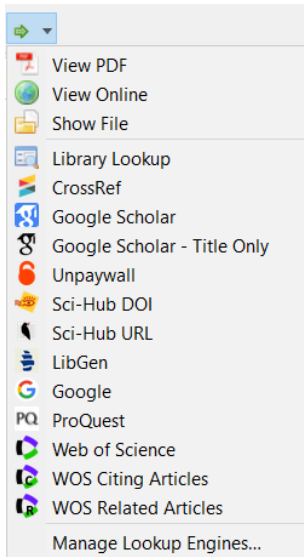 View PDF
View Online
Show File
Library Lookup
CrossRef
Google Scholar
Google Scholar - Title Only
Unpaywall
Sci-Hub DOI
Sci-Hub URL
LibGen
Google
PQ ProQuest
Web of Science
WOS Citing Articles
WOS Related Articles
Manage Lookup Engines...